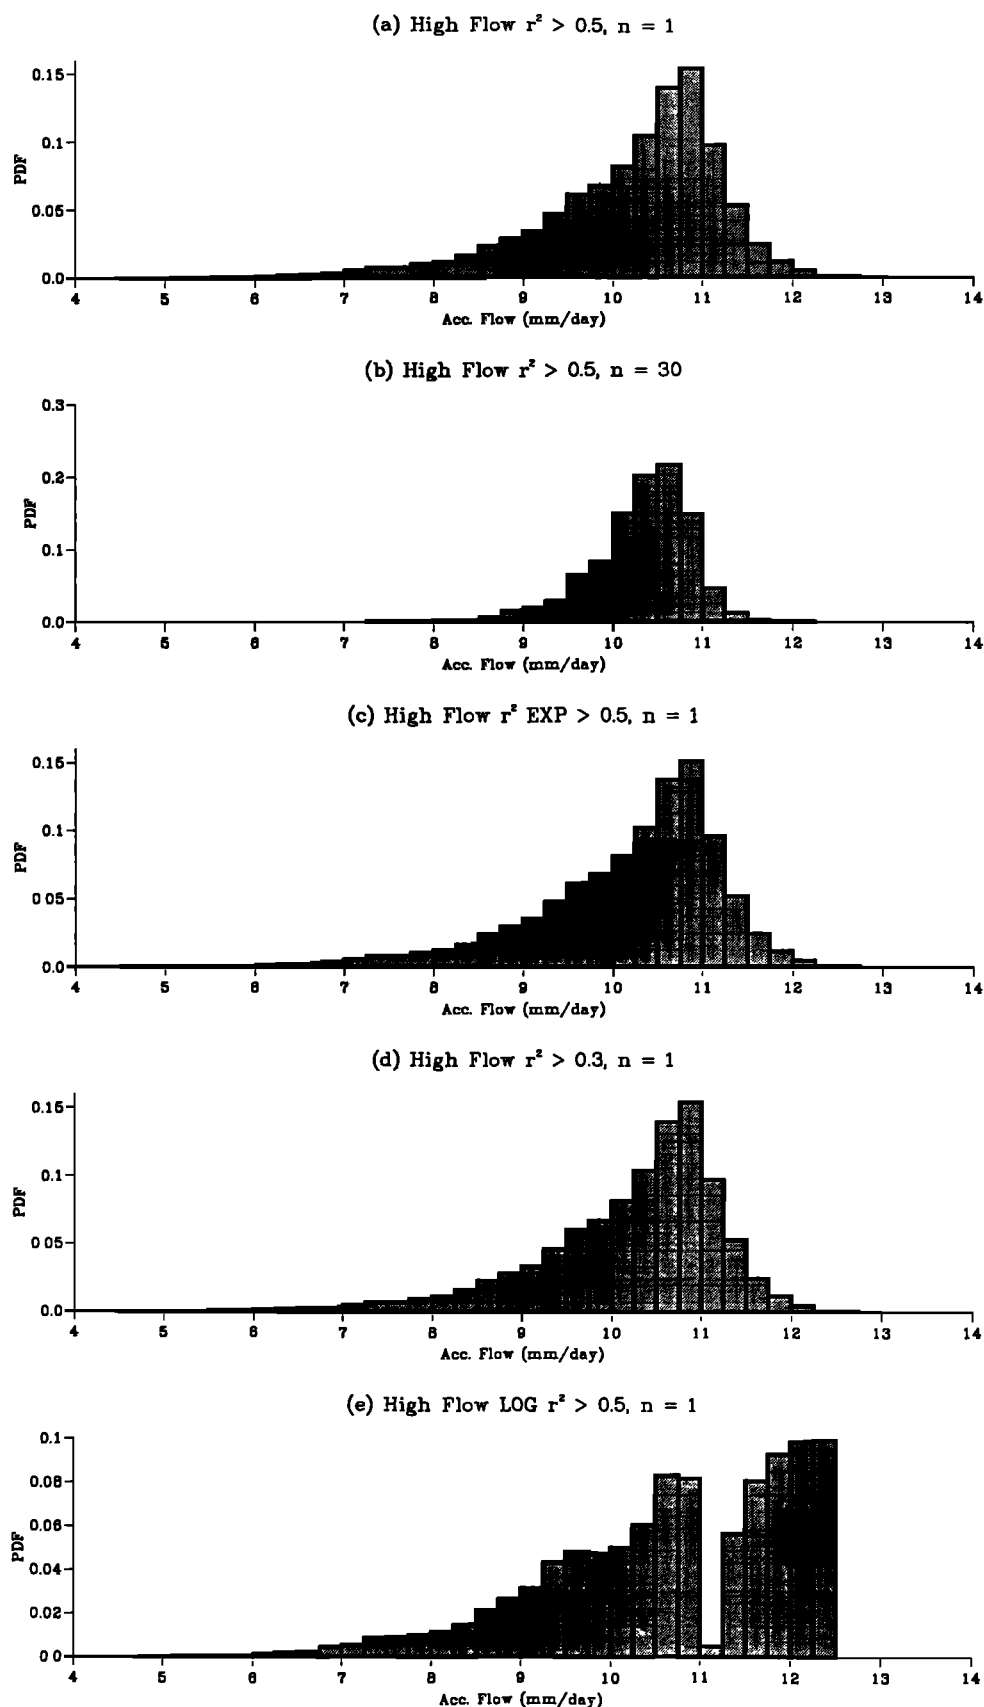 (a) High Flow r² > 0.5, n = 1
0.15
0.1
0.05
0.0
PDF
4 5 6 7 8 9 10 11 12 13 14
Acc. Flow (mm/day)
(b) High Flow r² > 0.5, n = 30
0.3
0.2
0.1
0.0
PDF
4 5 6 7 8 9 10 11 12 13 14
Acc. Flow (mm/day)
(c) High Flow r² EXP > 0.5, n = 1
0.15
0.1
0 05
0.0
PDF
4 5 6 7 8 9 10 11 12 13 14
Acc. Flow (mm/day)
(d) High Flow r² > 0.3, n = 1
0.15
0.1
0 05
0.0
PDF
4 5 6 7 8 9 10 11 12 13 14
Acc. Flow (mm/day)
(e) High Flow LOG r² > 0.5, n = 1
0.1
0.08
0.06
0.04
0.02
0 0
PDF
4 5 6 7 8 9 10 11 12 13 14
Acc. Flow (mm/day)